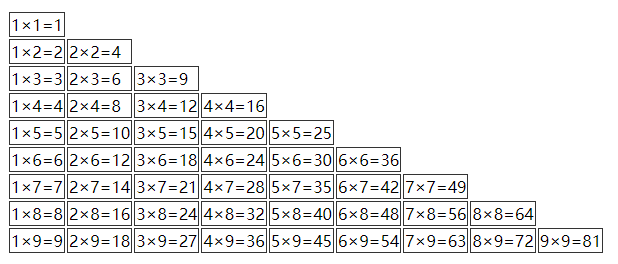 1×1=1
1×2=2 2×2=4
1×3=3 2×3=6 3×3=9
1×4=4 2×4=8 3×4=12 4×4=16
1×5=5 2×5=10 3×5=15 4×5=20 5×5=25
1×6=6 2×6=12 3×6=18 4×6=24 5×6=30 6×6=36
1×7=7 2×7=14 3×7=21 4×7=28 5×7=35 6×7=42 7×7=49
1×8=8 2×8=16 3×8=24 4×8=32 5×8=40 6×8=48 7×8=56 8×8=64
1×9=9 2×9=18 3×9=27 4×9=36 5×9=45 6×9=54 7×9=63 8×9=72 9×9=81